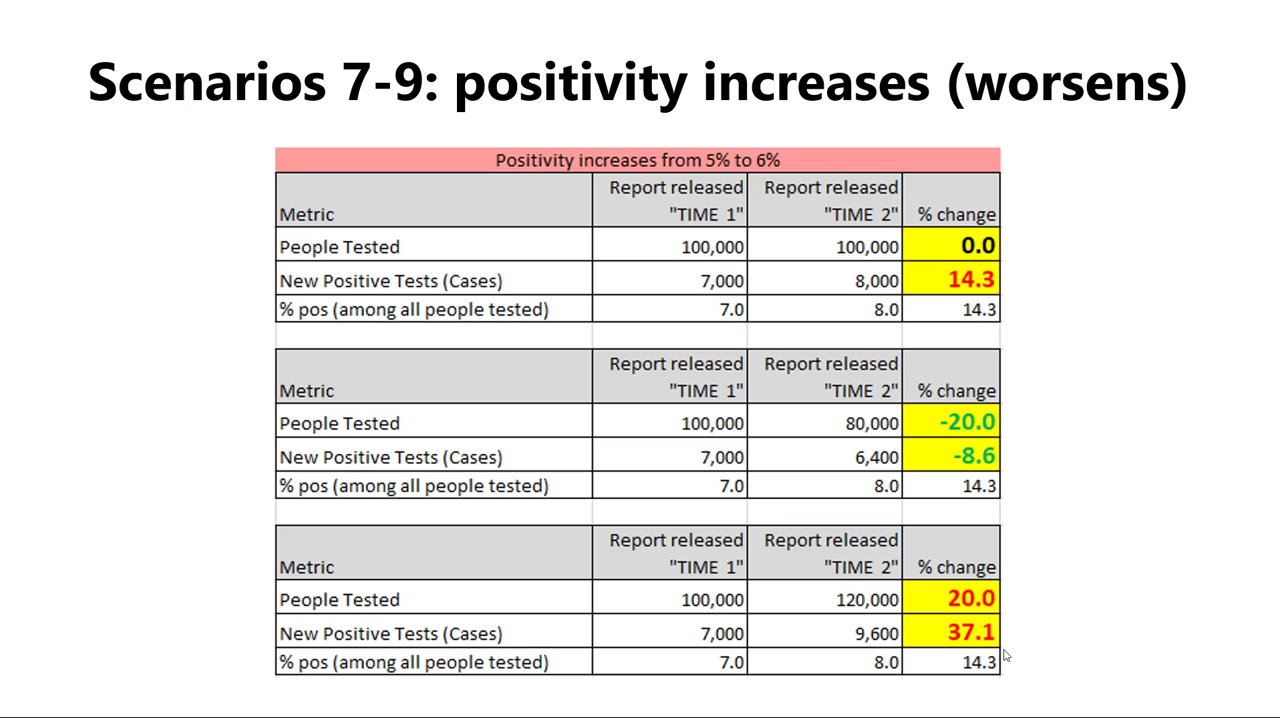 Scenarios 7-9: positivity increases (worsens)
Positivity increases from 5% to 6%
Report released Report released
Metric "TIME 1" "TIME 2" % change
People Tested 100,000 100,000 0.0
New Positive Tests (Cases) 7,000 8,000 14.3
% pos (among all people tested) 7.0 8.0 14.3
Report released Report released
Metric "TIME 1" "TIME 2" % change
People Tested 100,000 80,000 -20.0
New Positive Tests (Cases) 7,000 6,400 -8.6
% pos (among all people tested) 7.0 8.0 14.3
Report released Report released
Metric "TIME 1" "TIME 2" % change
People Tested 100,000 120,000 20.0
New Positive Tests (Cases) 7,000 9,600 37.1
% pos (among all people tested) 7.0 8.0 14.3